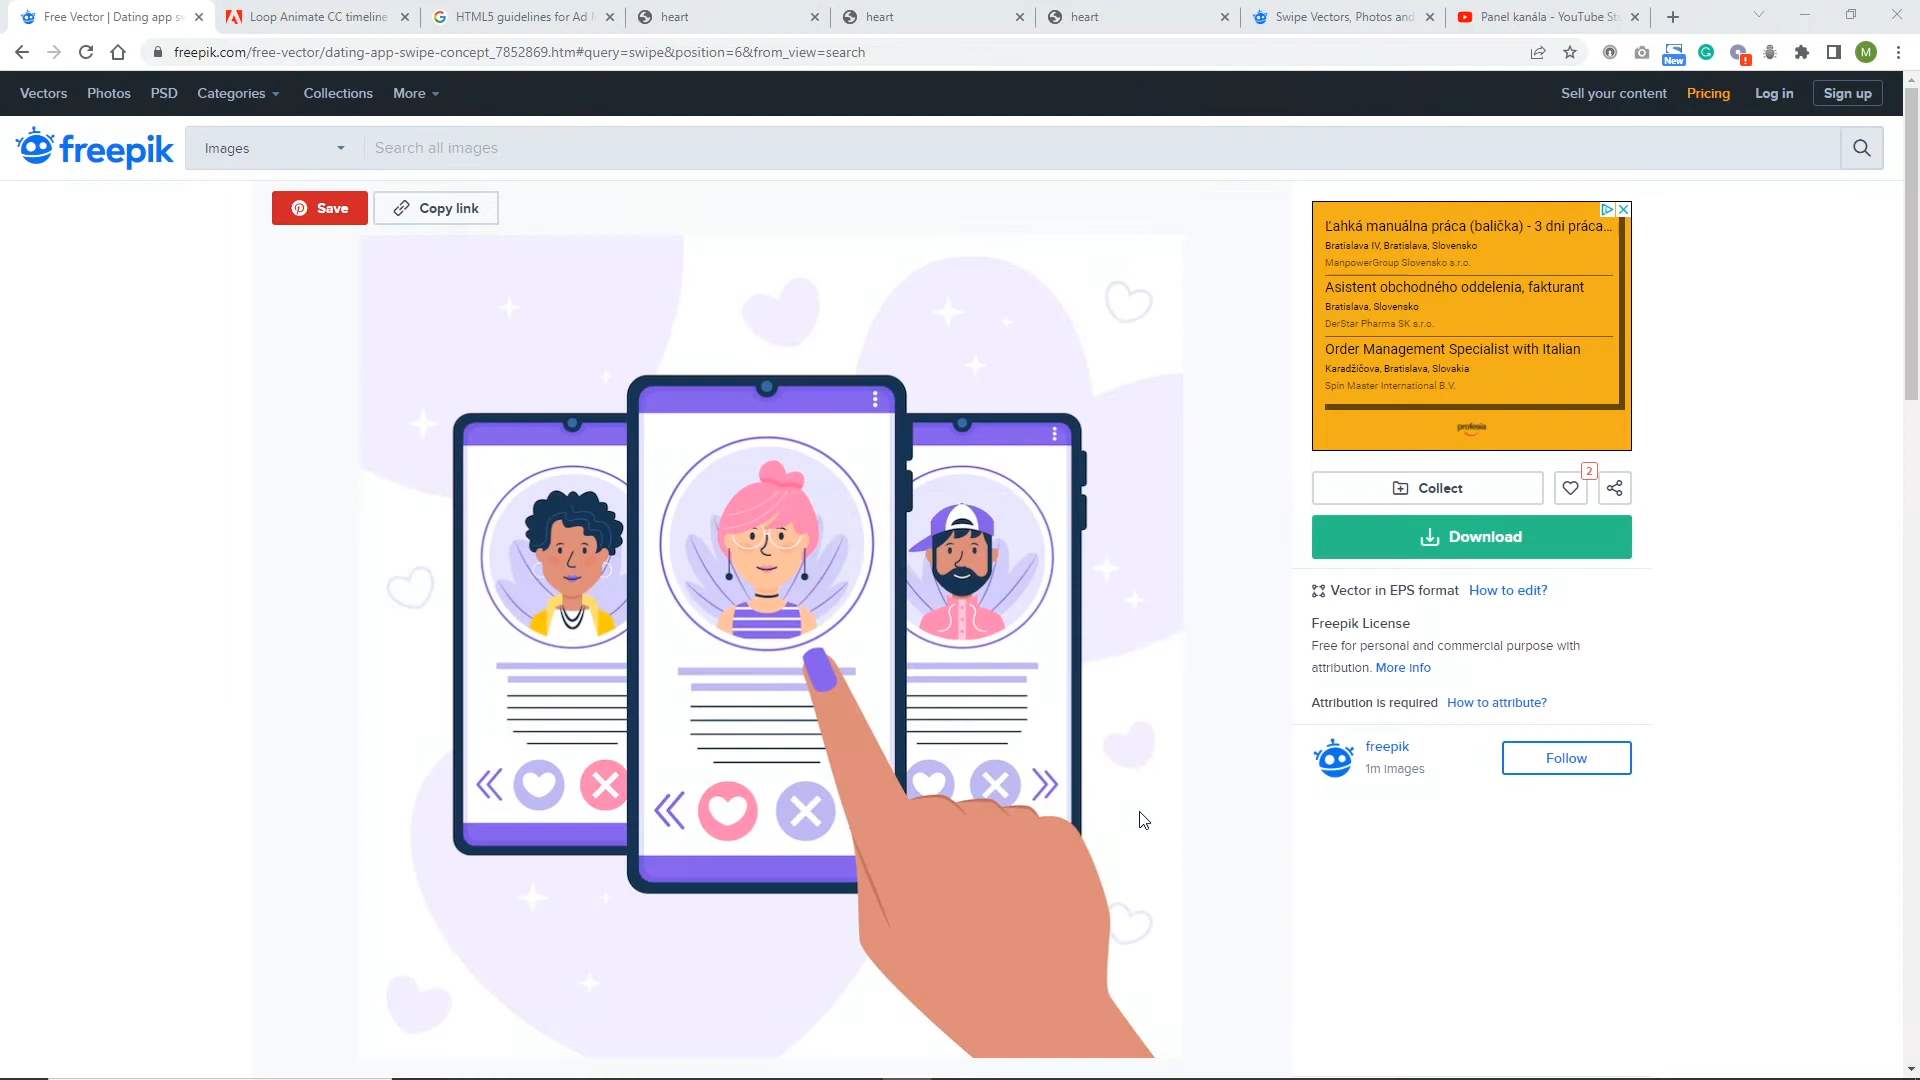 Free Vector | Dating app sw
Loop Animate CC timeline
HTML5 guidelines for Ad M
heart
heart
heart
Swipe Vectors, Photos and
Panel kanála - YouTube Stu
freepik.com/free-vector/dating-app-swipe-concept_7852869.htm#query=swipe&position=6&from_view=search
New
M
Vectors
Photos
PSD
Categories
Collections
More
Sell your content
Pricing
Log in
Sign up
freepik
Images
Search all images
Save
Copy link
Ľahká manuálna práca (balička) - 3 dni práca...
Bratislava IV, Bratislava, Slovensko
ManpowerGroup Slovensko s.r.o.
Asistent obchodného oddelenia, fakturant
Bratislava, Slovensko
DerStar Pharma SK s.r.o.
Order Management Specialist with Italian
Karadžičova, Bratislava, Slovakia
Spin Master International B.V.
profesia
Collect
2
Download
Vector in EPS format How to edit?
Freepik License
Free for personal and commercial purpose with
attribution. More info
Attribution is required How to attribute?
freepik
1m images
Follow